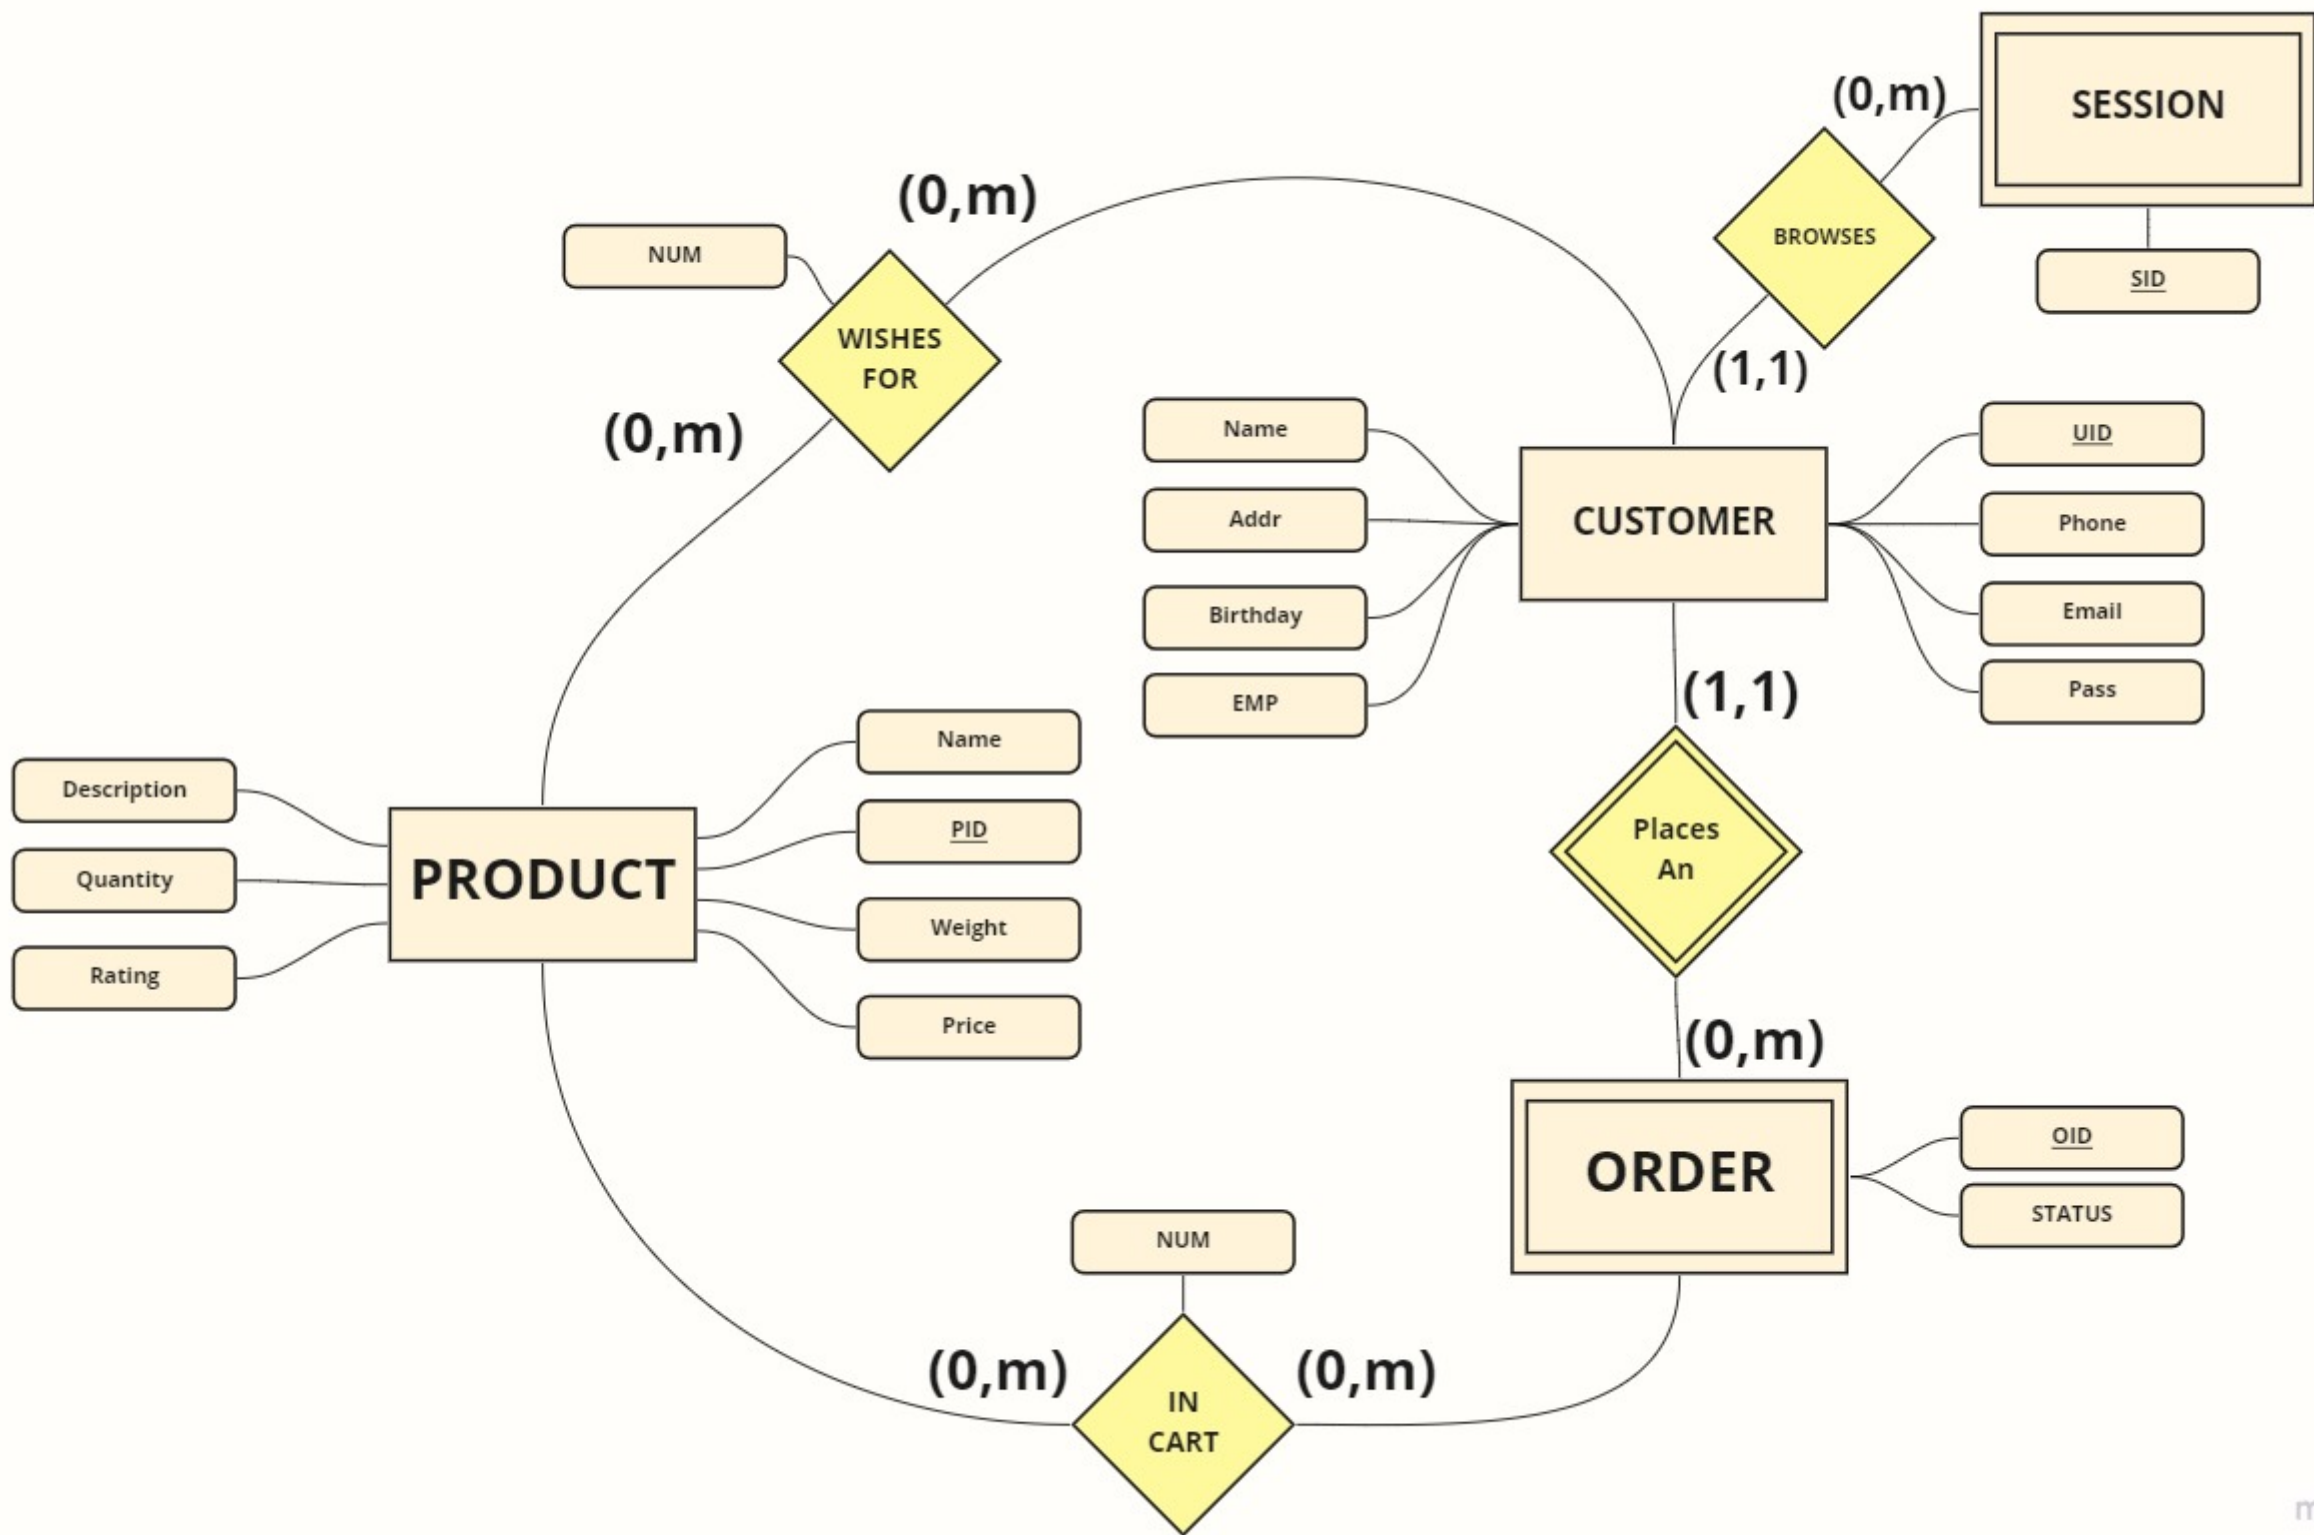 SESSION
(0,m)
BROWSES
SID
(1,1)
(0,m)
NUM
WISHES
FOR
(0,m)
Name
Addr
Birthday
EMP
CUSTOMER
UID
Phone
Email
Pass
(1,1)
Places
An
(0,m)
Description
Quantity
Rating
PRODUCT
Name
PID
Weight
Price
ORDER
OID
STATUS
NUM
(0,m)
(0,m)
IN
CART